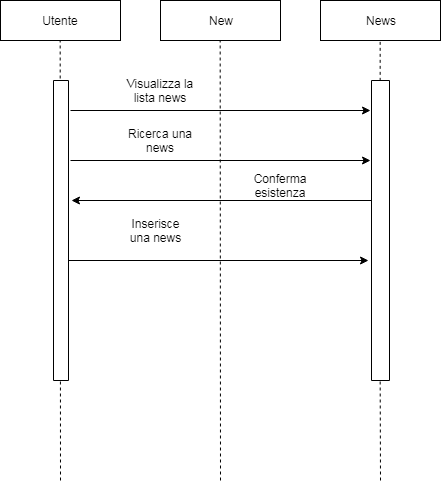 Utente
New
News
Visualizza la
lista news
Ricerca una
news
Conferma
esistenza
Inserisce
una news